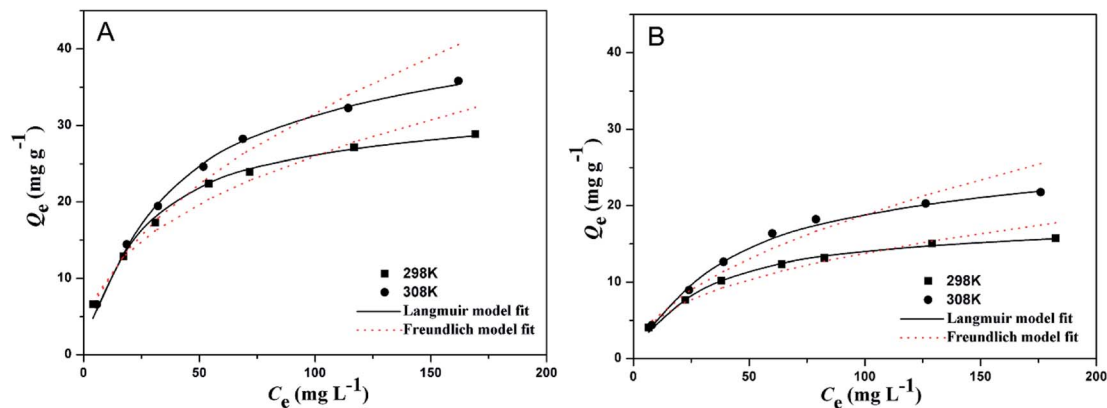 A
Qe (mg g-1)
40
30
20
10
0
298K
308K
Langmuir model fit
Freundlich model fit
0 50 100 150 200
Ce (mg L-1)
B
Qe (mg g-1)
40
30
20
10
0
298K
308K
Langmuir model fit
Freundlich model fit
0 50 100 150 200
Ce (mg L-1)